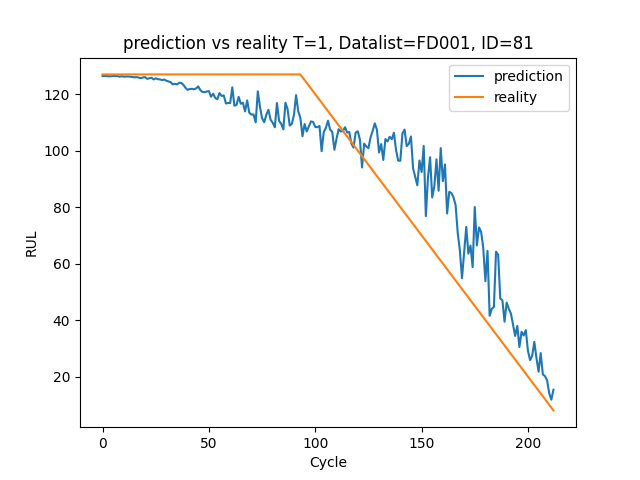 prediction vs reality T=1, Datalist=FD001, ID=81
prediction
reality
120
100
80
60
40
20
RUL
0 50 100 150 200
Cycle